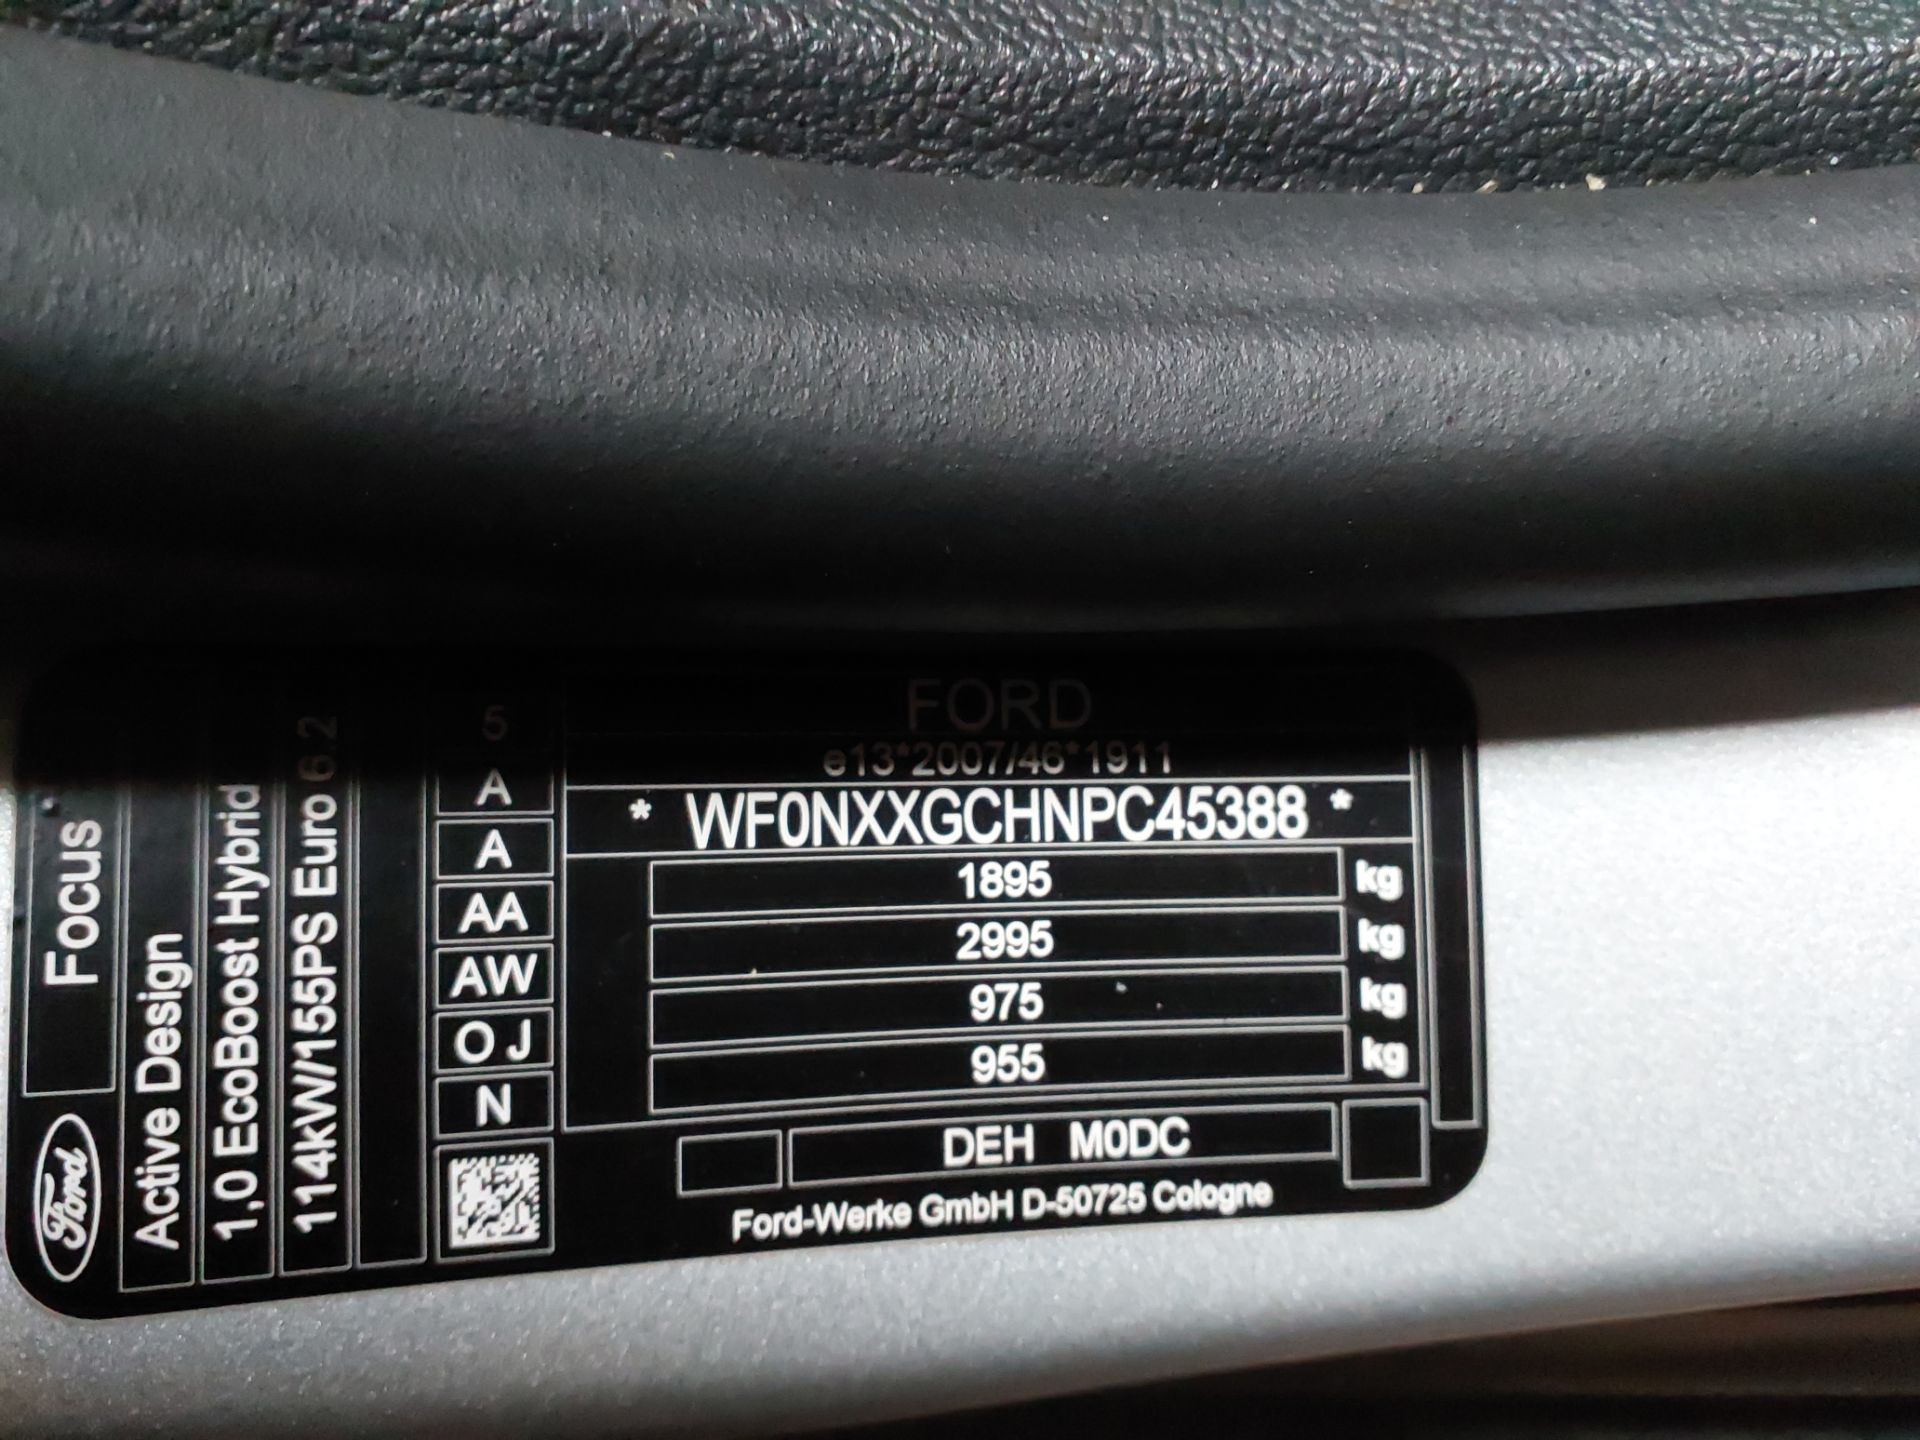 FORD
e13*2007/46*1911
* WF0NXXGCHNPC45388 *
1895 kg
2995 kg
975 kg
955 kg
DEH M0DC
Ford-Werke GmbH D-50725 Cologne
5
A
A
AA
AW
O J
N
Ford
Focus
Active Design
1,0 EcoBoost Hybrid
114kW/155PS Euro 6.2